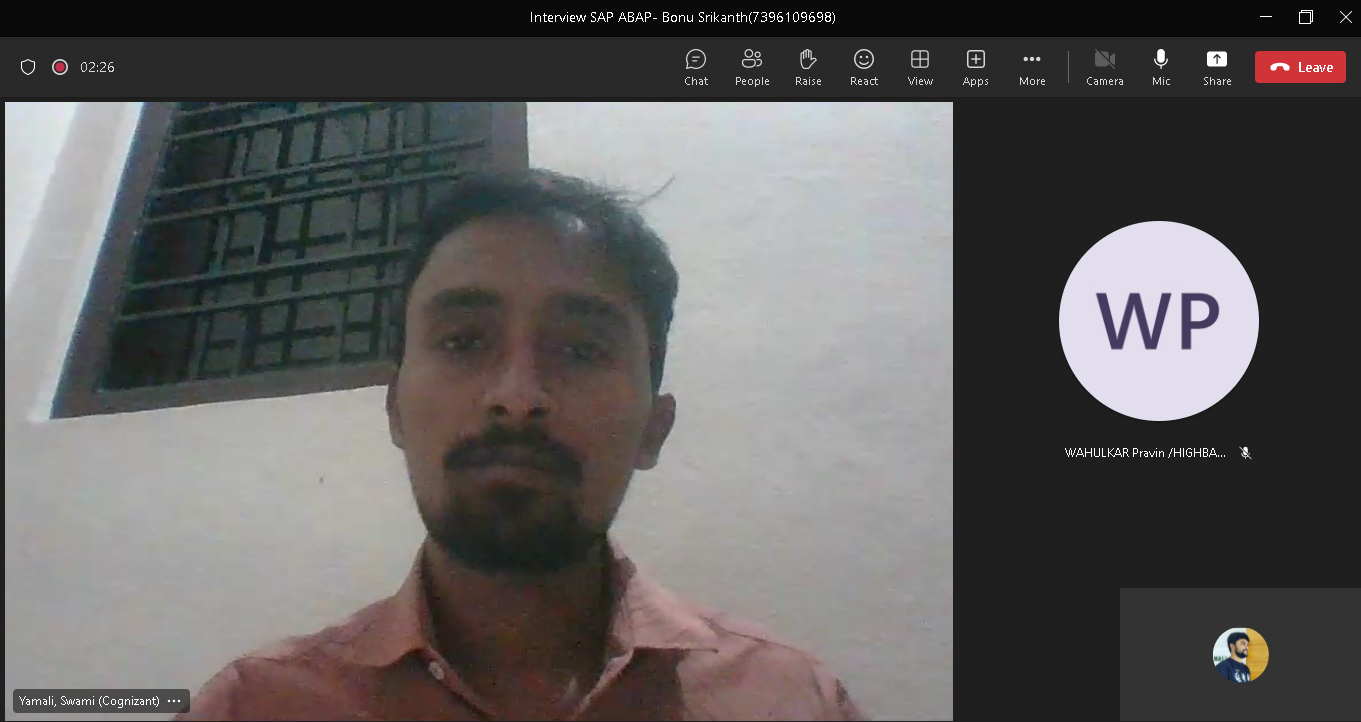 Interview SAP ABAP- Bonu Srikanth(7396109698)
02:26
Chat
People
Raise
React
View
Apps
More
Camera
Mic
Share
Leave
WP
WAHULKAR Pravin /HIGHBA...
Yamali, Swami (Cognizant)